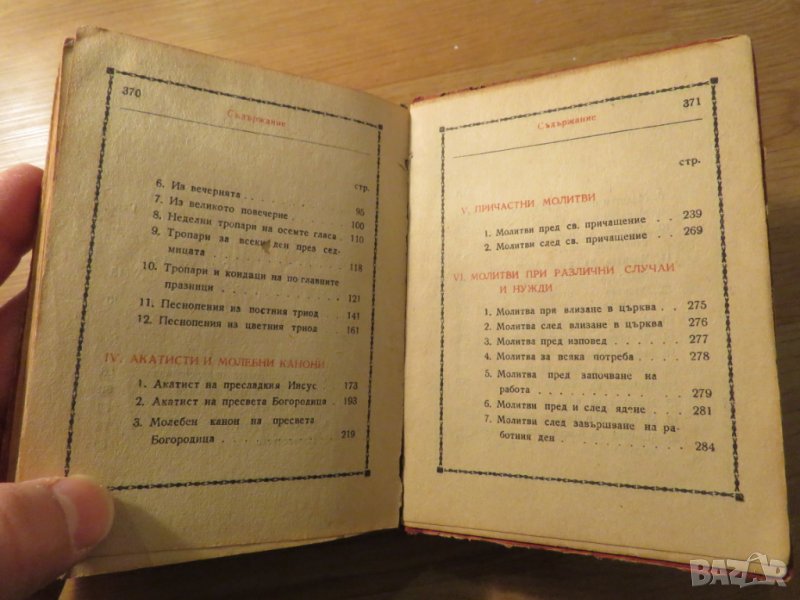 370
Съдържание
стр.
6. Из вечерната . . . . . . . . . . 95
7. Из великото повечерие . . . . . . 100
8. Неделни тропари на осемте гласа . 110
9. Тропари за всеки ден през сед-
мицата . . . . . . . . . . . . 118
10. Тропари и кондаци на по-главните
празници . . . . . . . . . . . 121
11. Песнопения из постния триод . . . 141
12. Песнопения из цветния триод . . . 161
IV. АКАТИСТИ И МОЛЕБНИ КАНОНИ
1. Акатист на пресладкия Иисус . . . 173
2. Акатист на пресвета Богородица . . 193
3. Молебен канон на пресвета
Богородица . . . . . . . . . . 219
371
Съдържание
стр.
V. ПРИЧАСТНИ МОЛИТВИ
1. Молитви пред св. причащение . . . 239
2. Молитви след св. причащение . . . 269
VI. МОЛИТВИ ПРИ РАЗЛИЧНИ СЛУЧАИ
И НУЖДИ
1. Молитва при влизане в църква . . . 275
2. Молитва след влизане в църква 276
3. Молитва пред изповед . . . . . 277
4. Молитва за всяка потреба . . . . 278
5. Молитва пред започване на
работа . . . . . . . . . . . . 279
6. Молитви пред и след ядене . . . . 281
7. Молитви след завършване на ра-
ботния ден . . . . . . . . . . 284
BAZAR